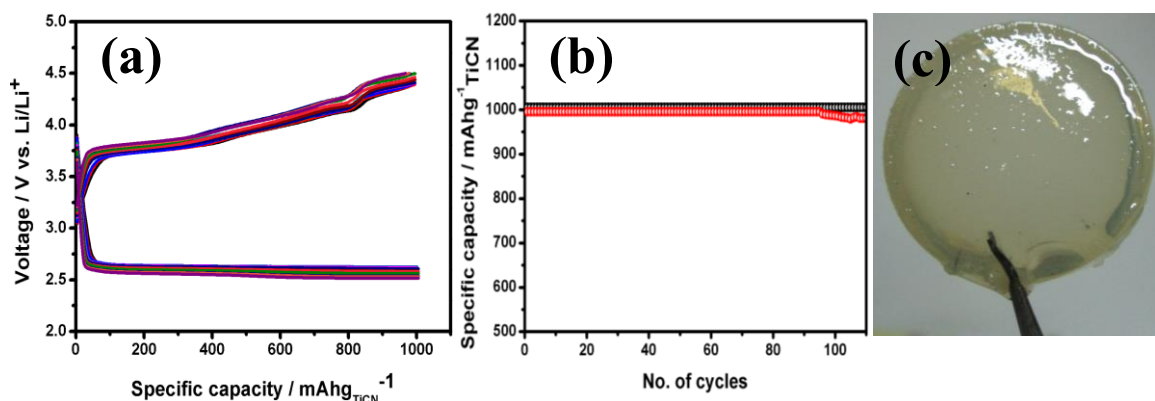 (a)
5.0
4.5
4.0
3.5
3.0
2.5
2.0
0 200 400 600 800 1000
Voltage / V vs. Li/Li⁺
Specific capacity / mAhg_TiCN⁻¹
(b)
1200
1100
1000
900
800
700
600
500
0 20 40 60 80 100
Specific capacity / mAhg⁻¹TiCN
No. of cycles
(c)